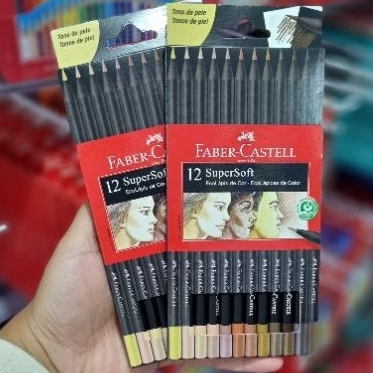 Tons de pele
Tonos de piel
FABER-CASTELL
12 SuperSoft
Tons de pele
Tonos de piel
FABER-CASTELL
12 SuperSoft
EcoLápis de Cor - EcoLápices de Color